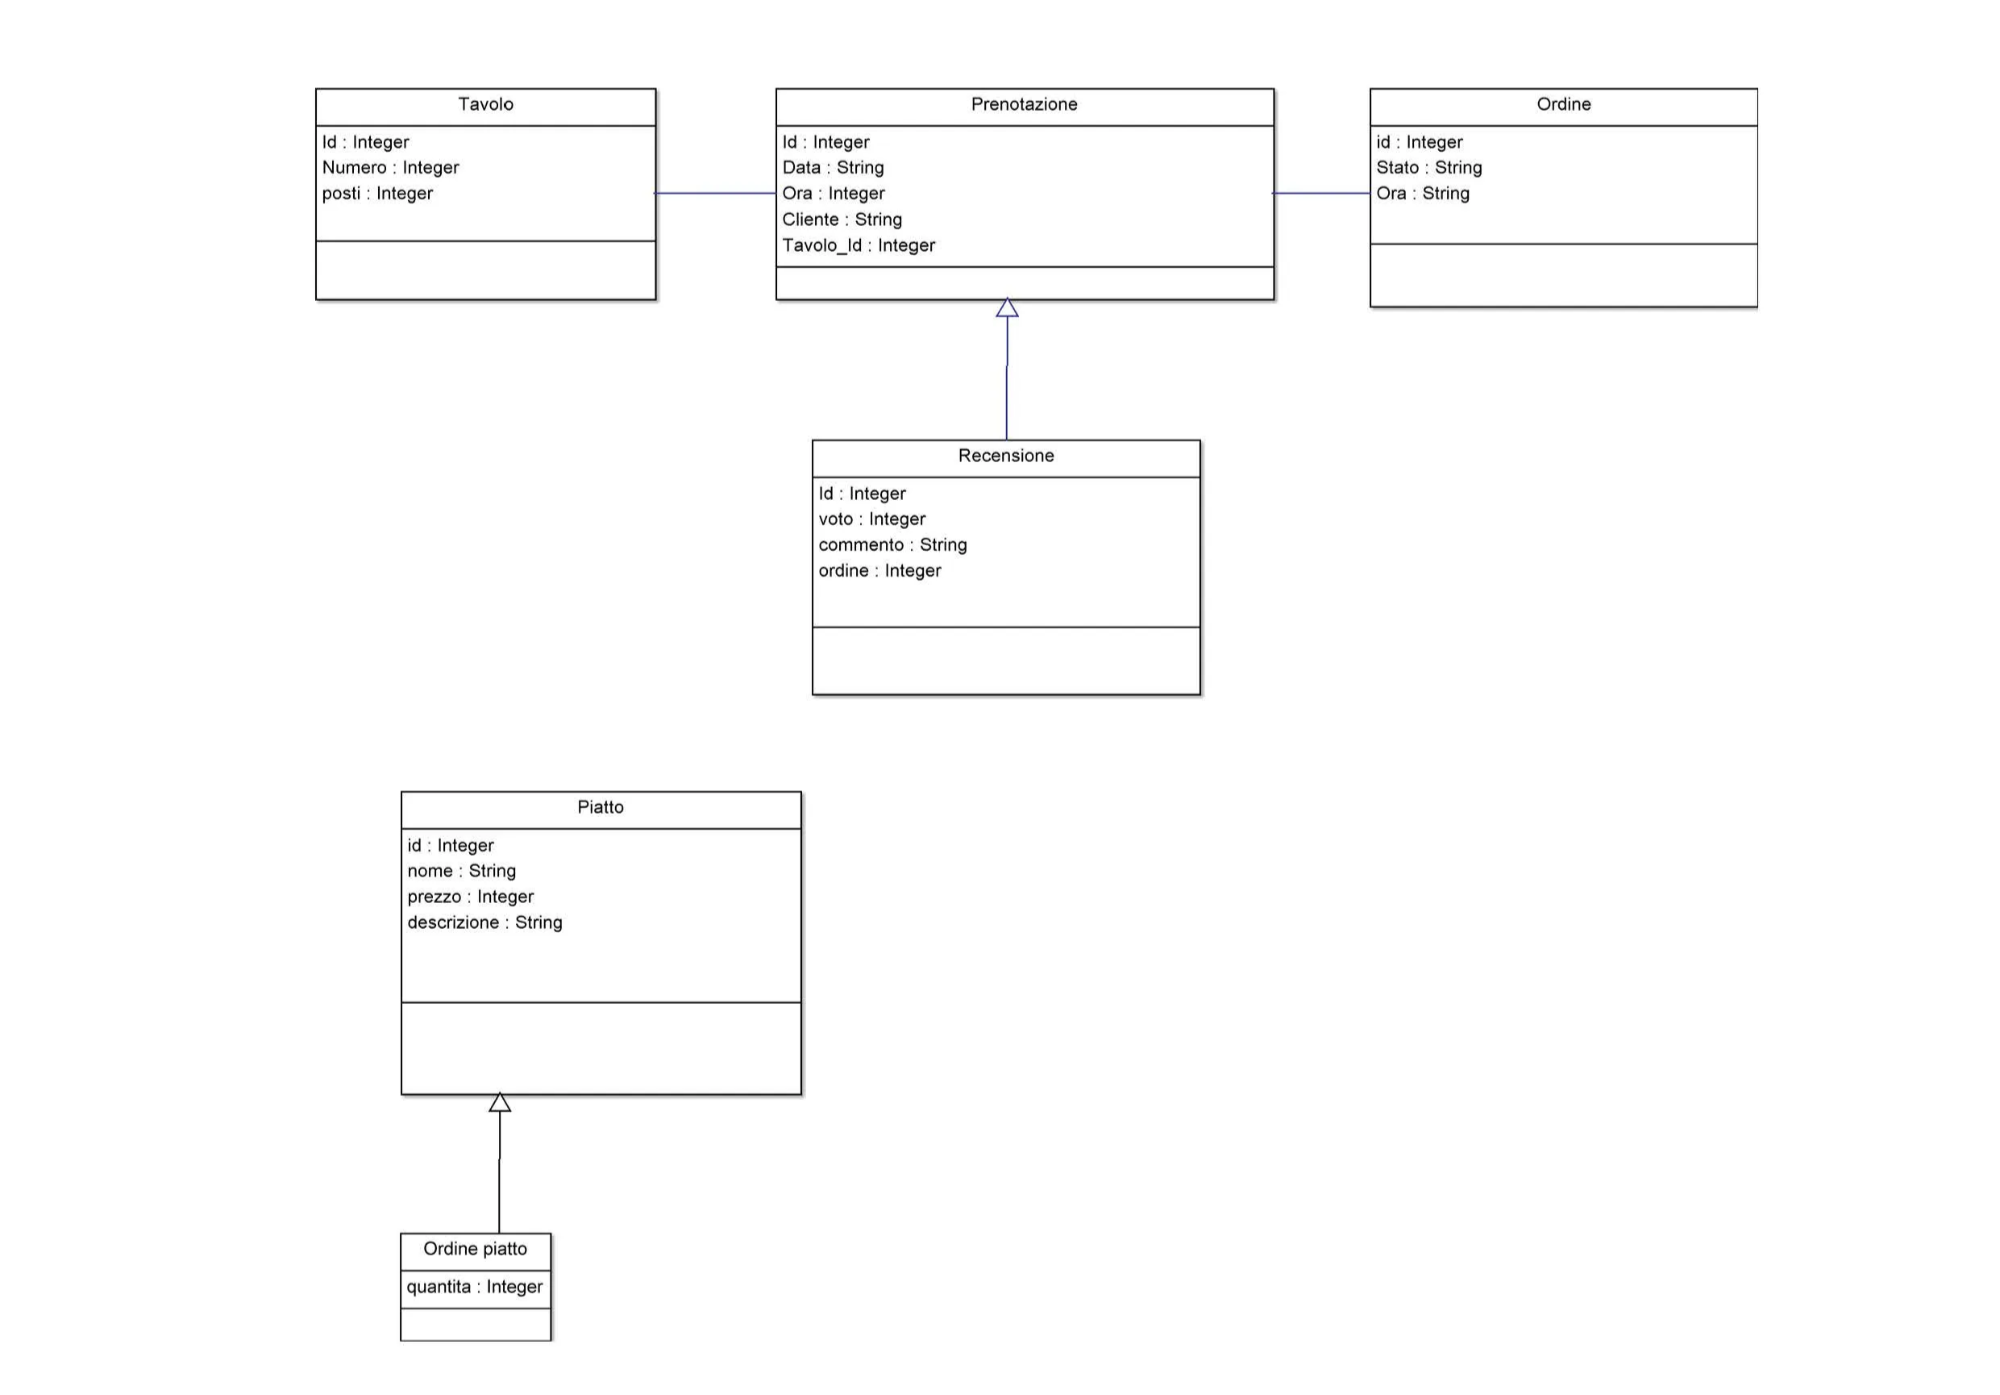 Tavolo
Id : Integer
Numero : Integer
posti : Integer
Prenotazione
Id : Integer
Data : String
Ora : Integer
Cliente : String
Tavolo_Id : Integer
Ordine
id : Integer
Stato : String
Ora : String
Recensione
Id : Integer
voto : Integer
commento : String
ordine : Integer
Piatto
id : Integer
nome : String
prezzo : Integer
descrizione : String
Ordine piatto
quantita : Integer